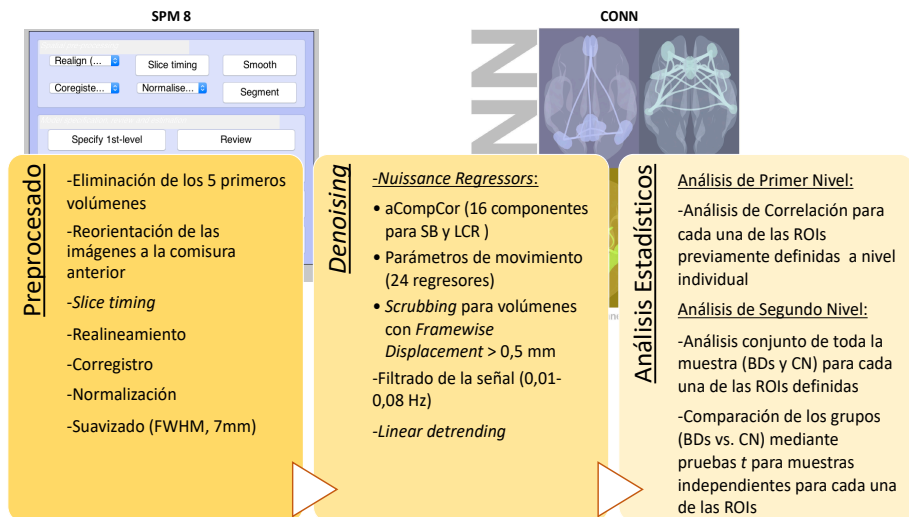 SPM 8
CONN
Realign (...
Slice timing
Smooth
Coregiste...
Normalise...
Segment
Specify 1st-level
Review
NN
Preprocesado
-Eliminación de los 5 primeros
volúmenes
-Reorientación de las
imágenes a la comisura
anterior
-Slice timing
-Realineamiento
-Corregistro
-Normalización
-Suavizado (FWHM, 7mm)
Denoising
-Nuissance Regressors:
• aCompCor (16 componentes
para SB y LCR )
• Parámetros de movimiento
(24 regresores)
• Scrubbing para volúmenes
con Framewise
Displacement > 0,5 mm
-Filtrado de la señal (0,01-
0,08 Hz)
-Linear detrending
Análisis Estadísticos
Análisis de Primer Nivel:
-Análisis de Correlación para
cada una de las ROIs
previamente definidas a nivel
individual
Análisis de Segundo Nivel:
-Análisis conjunto de toda la
muestra (BDs y CN) para cada
una de las ROIs definidas
-Comparación de los grupos
(BDs vs. CN) mediante
pruebas t para muestras
independientes para cada una
de las ROIs